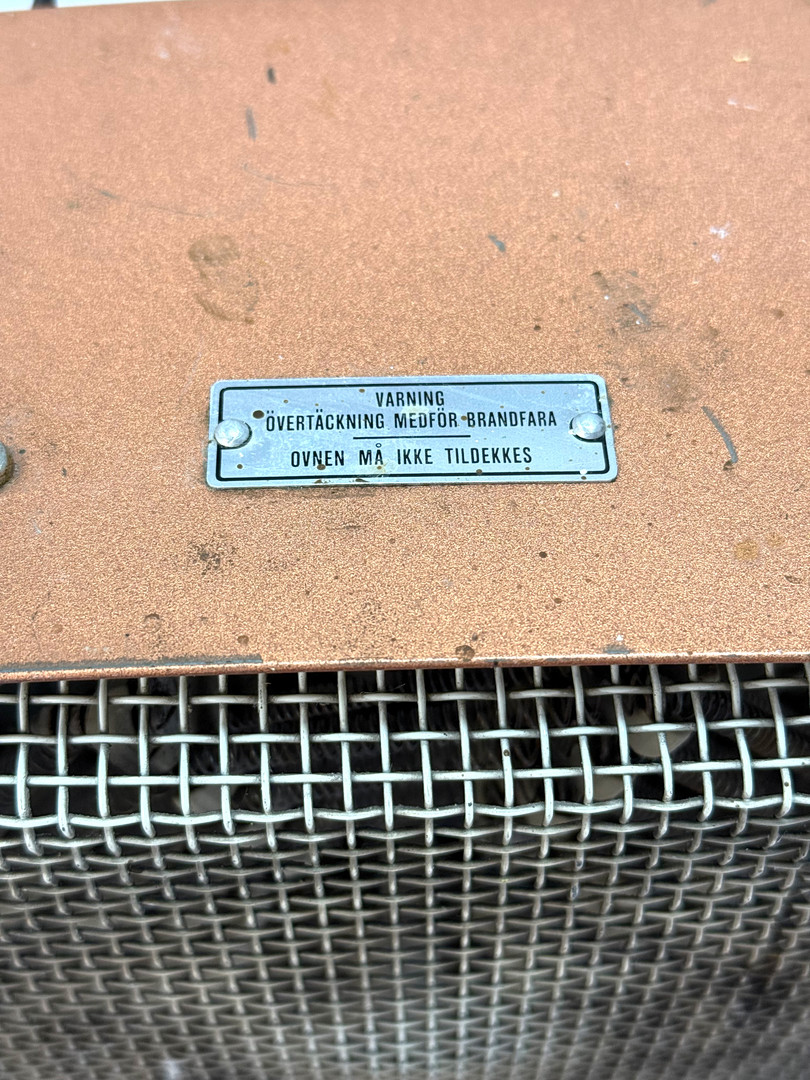 VARNING
ÖVERTÄCKNING MEDFÖR BRANDFARA
OVNEN MÅ IKKE TILDEKKES